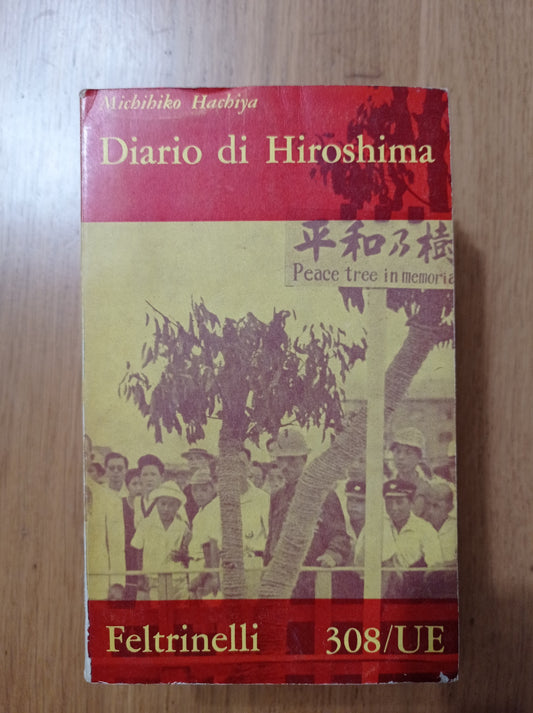 Michihiko Hachiya
Diario di Hiroshima
平和乃樹
Peace tree in memoria
Feltrinelli 308/UE